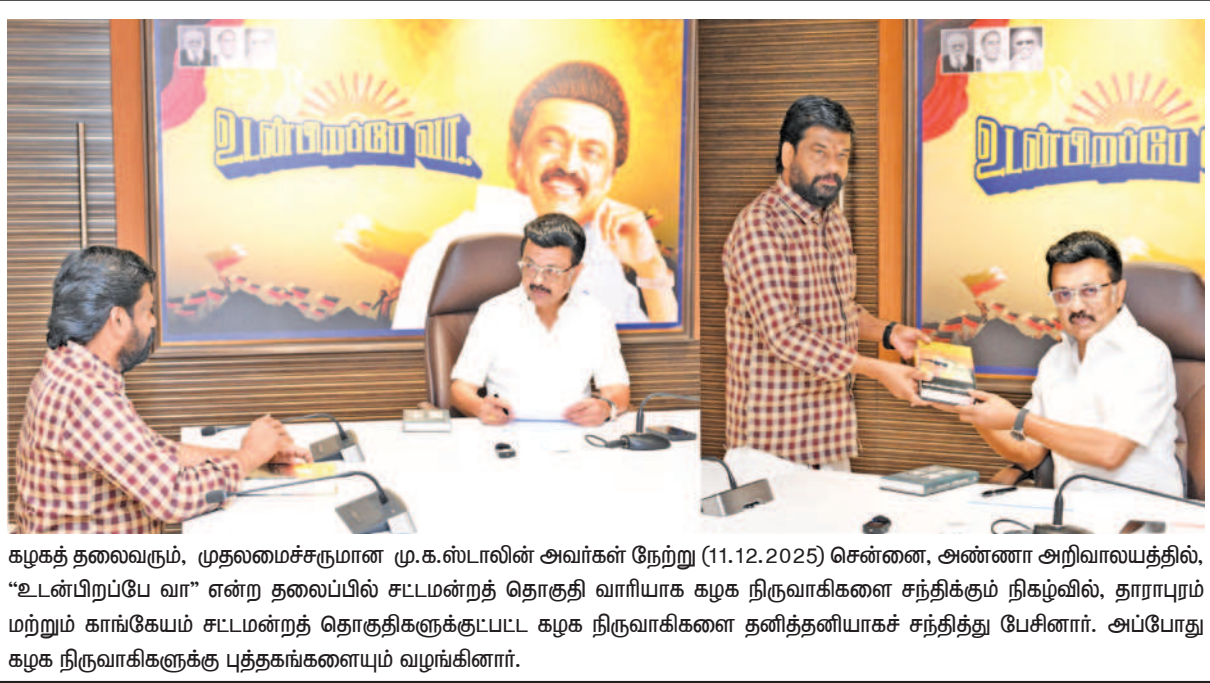 உடன்பிறப்பே வா..
உடன்பிறப்பே
கழகத் தலைவரும், முதலமைச்சருமான மு.க.ஸ்டாலின் அவர்கள் நேற்று (11.12.2025) சென்னை, அண்ணா அறிவாலயத்தில்,
“உடன்பிறப்பே வா” என்ற தலைப்பில் சட்டமன்றத் தொகுதி வாரியாக கழக நிருவாகிகளை சந்திக்கும் நிகழ்வில், தாராபுரம்
மற்றும் காங்கேயம் சட்டமன்றத் தொகுதிகளுக்குட்பட்ட கழக நிருவாகிகளை தனித்தனியாகச் சந்தித்து பேசினார். அப்போது
கழக நிருவாகிகளுக்கு புத்தகங்களையும் வழங்கினார்.